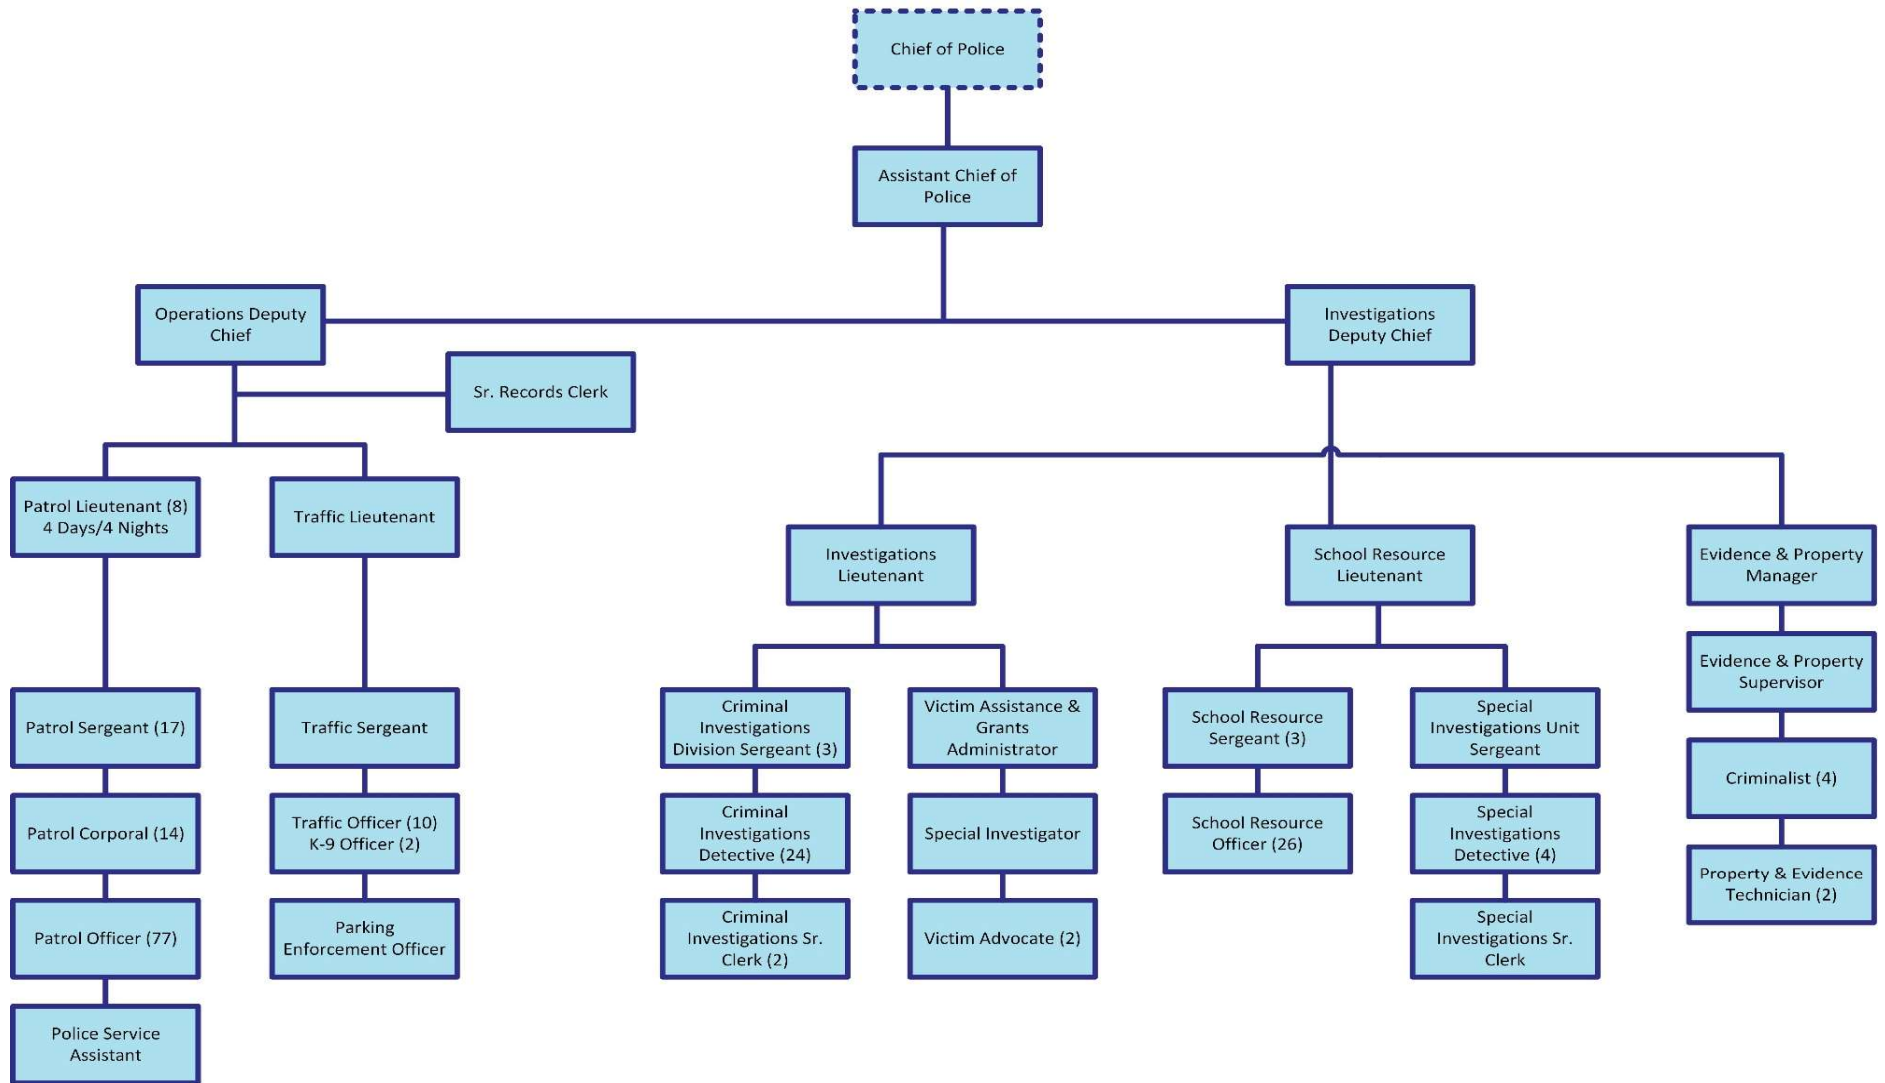 Chief of Police
Assistant Chief of
Police
Operations Deputy
Chief
Investigations
Deputy Chief
Sr. Records Clerk
Patrol Lieutenant (8)
4 Days/4 Nights
Traffic Lieutenant
Investigations
Lieutenant
School Resource
Lieutenant
Evidence & Property
Manager
Evidence & Property
Supervisor
Patrol Sergeant (17)
Traffic Sergeant
Criminal
Investigations
Division Sergeant (3)
Victim Assistance &
Grants
Administrator
School Resource
Sergeant (3)
Special
Investigations Unit
Sergeant
Criminalist (4)
Patrol Corporal (14)
Traffic Officer (10)
K-9 Officer (2)
Criminal
Investigations
Detective (24)
Special Investigator
School Resource
Officer (26)
Special
Investigations
Detective (4)
Property & Evidence
Technician (2)
Patrol Officer (77)
Parking
Enforcement Officer
Criminal
Investigations Sr.
Clerk (2)
Victim Advocate (2)
Special
Investigations Sr.
Clerk
Police Service
Assistant